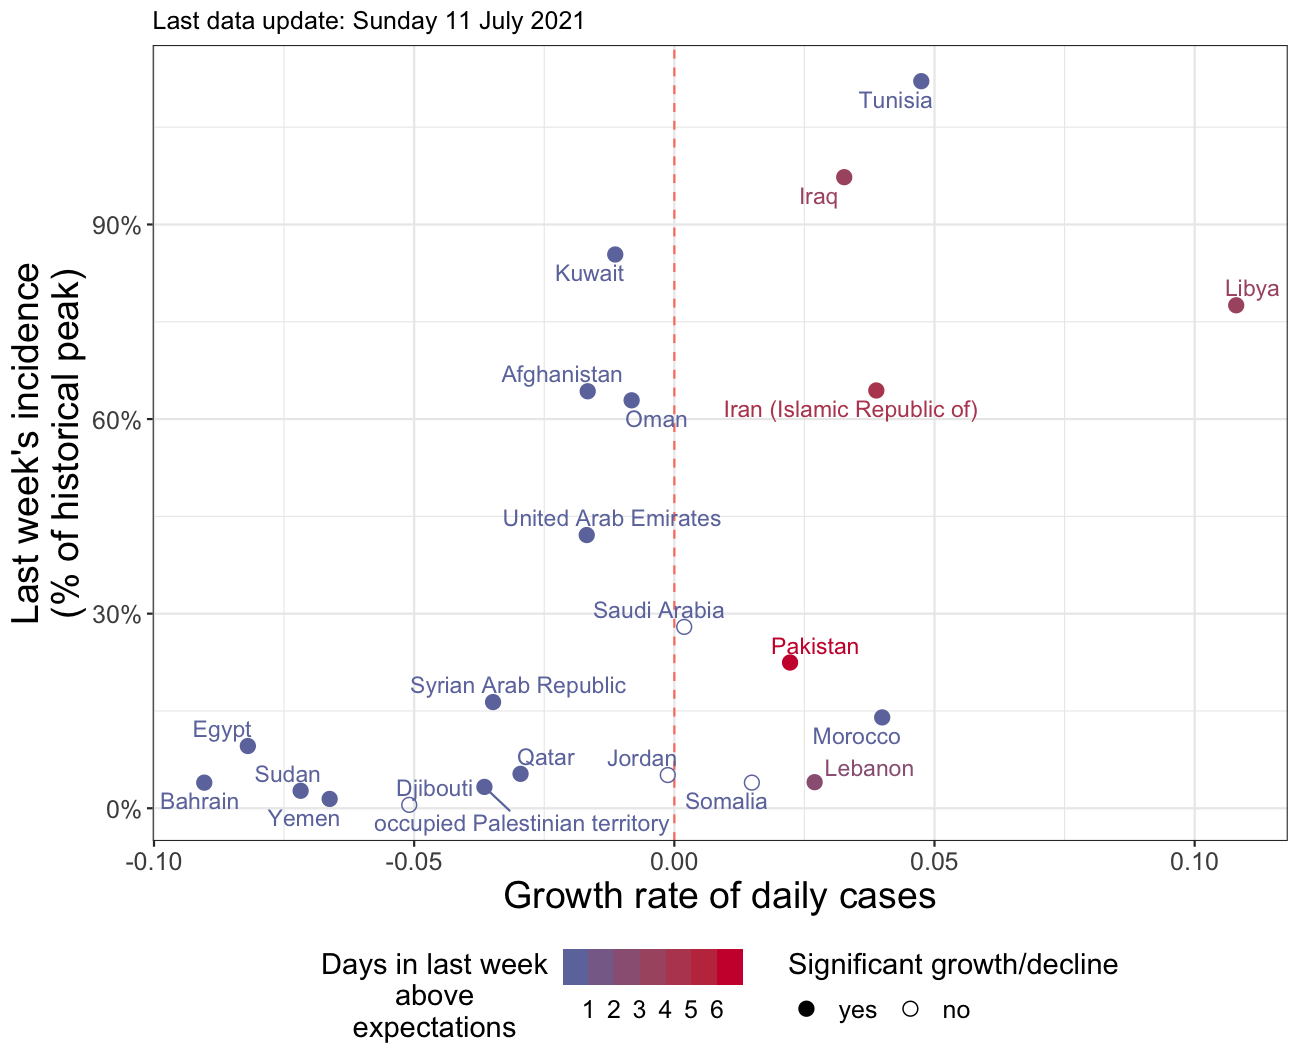 Last data update: Sunday 11 July 2021
Last week's incidence
(% of historical peak)
90%
60%
30%
0%
Tunisia
Iraq
Kuwait
Libya
Afghanistan
Oman
Iran (Islamic Republic of)
United Arab Emirates
Saudi Arabia
Pakistan
Syrian Arab Republic
Egypt
Morocco
Qatar
Jordan
Lebanon
Sudan
Djibouti
Bahrain
Somalia
Yemen
occupied Palestinian territory
-0.10 -0.05 0.00 0.05 0.10
Growth rate of daily cases
Days in last week
above
expectations
1 2 3 4 5 6
Significant growth/decline
yes no